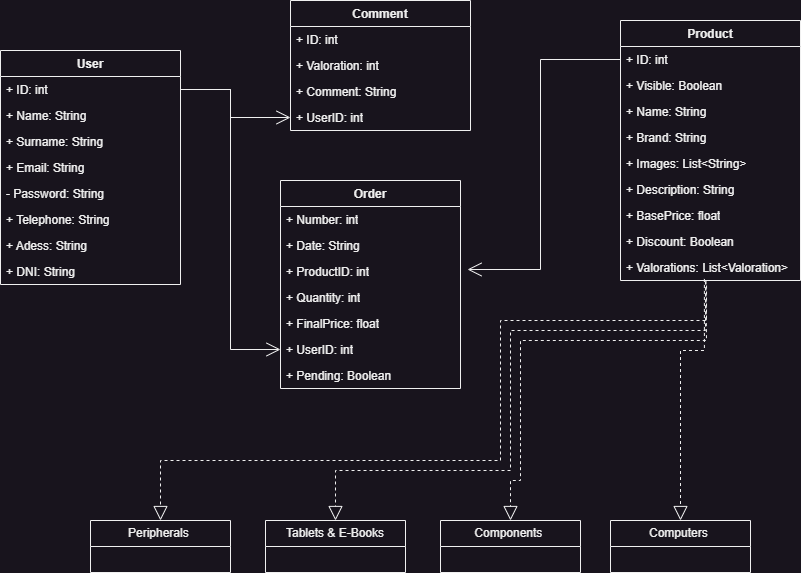 Comment
+ ID: int
+ Valoration: int
+ Comment: String
+ UserID: int
User
+ ID: int
+ Name: String
+ Surname: String
+ Email: String
- Password: String
+ Telephone: String
+ Adess: String
+ DNI: String
Order
+ Number: int
+ Date: String
+ ProductID: int
+ Quantity: int
+ FinalPrice: float
+ UserID: int
+ Pending: Boolean
Product
+ ID: int
+ Visible: Boolean
+ Name: String
+ Brand: String
+ Images: List<String>
+ Description: String
+ BasePrice: float
+ Discount: Boolean
+ Valorations: List<Valoration>
Peripherals
Tablets & E-Books
Components
Computers